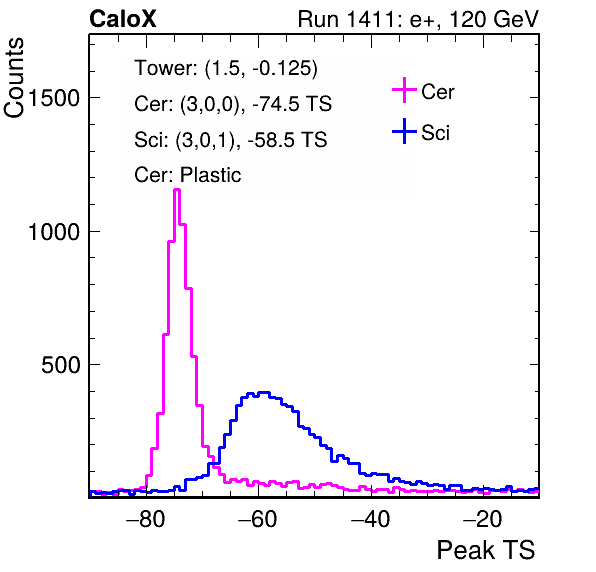 CaloX Run 1411: e+, 120 GeV
Counts
Tower: (1.5, -0.125)
Cer: (3,0,0), -74.5 TS
Sci: (3,0,1), -58.5 TS
Cer: Plastic
Cer
Sci
1500
1000
500
−80 −60 −40 −20
Peak TS